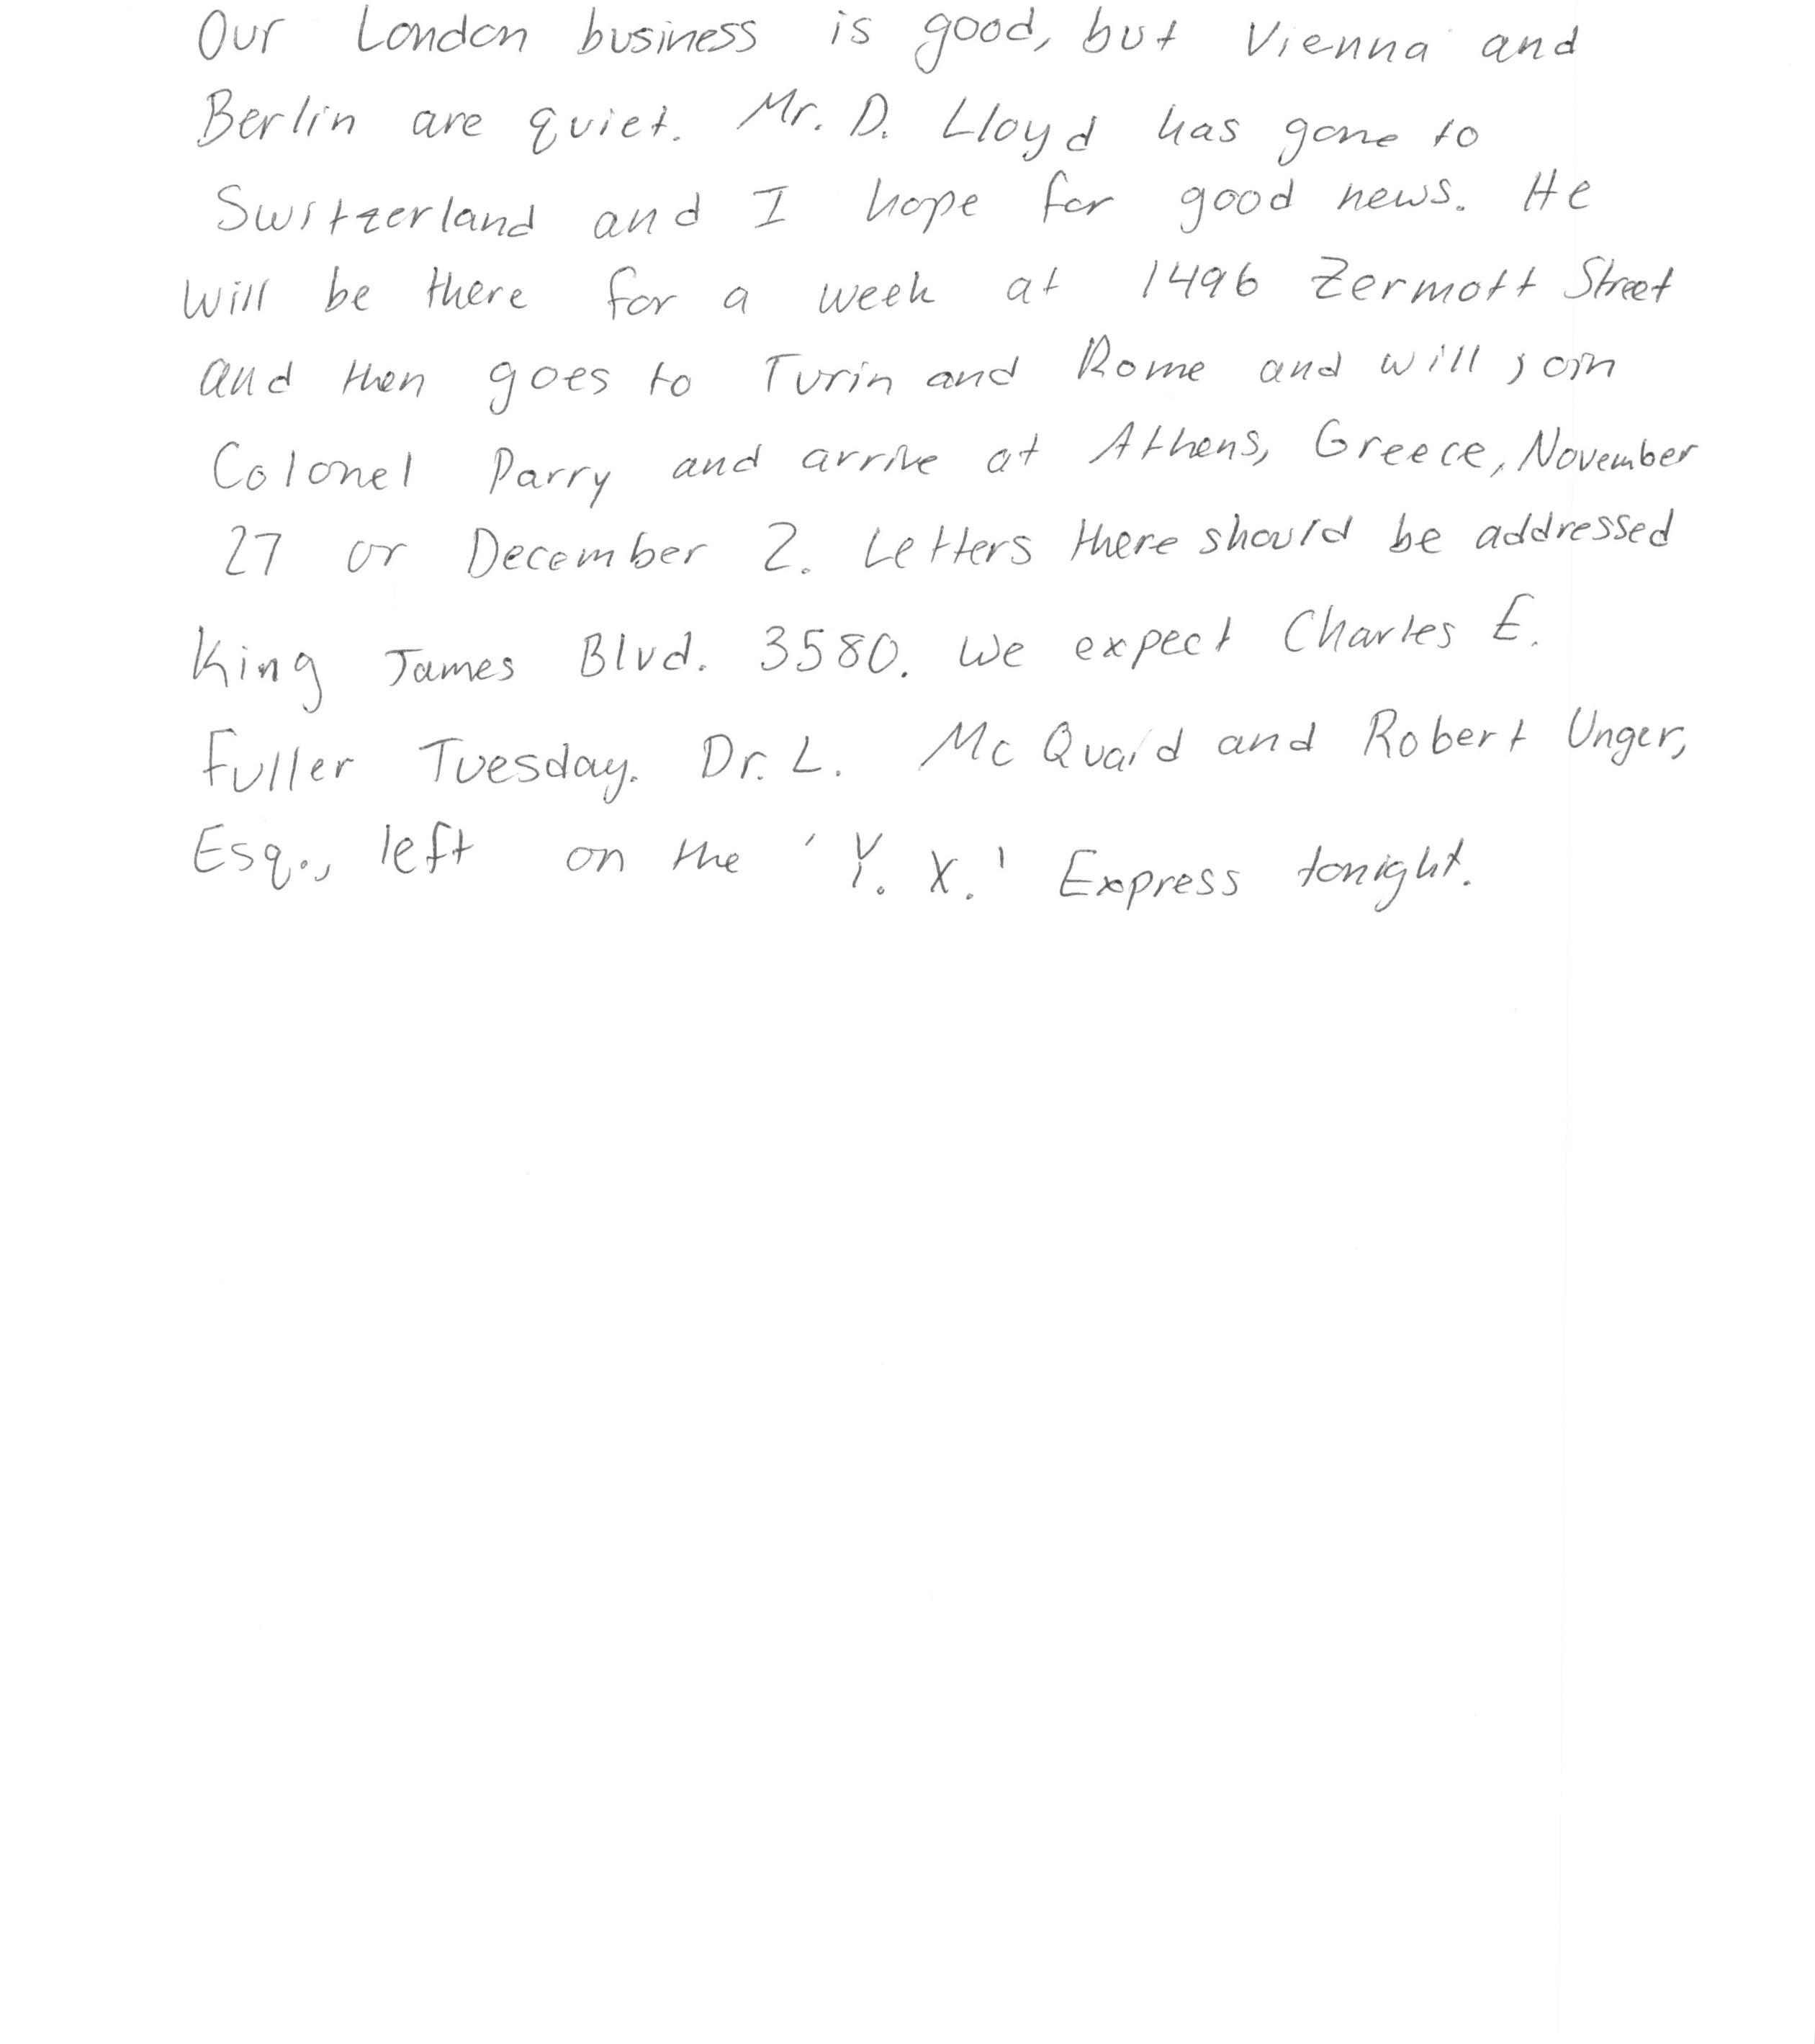 Our London business is good, but Vienna and
Berlin are quiet. Mr. D. Lloyd has gone to
Switzerland and I hope for good news. He
will be there for a week at 1496 Zermott Street
and then goes to Turin and Rome and will join
Colonel Parry and arrive at Athens, Greece, November
27 or December 2. Letters there should be addressed
King James Blvd. 3580. We expect Charles E.
Fuller Tuesday. Dr. L. McQuaid and Robert Unger,
Esq., left on the 'Y. X.' Express tonight.